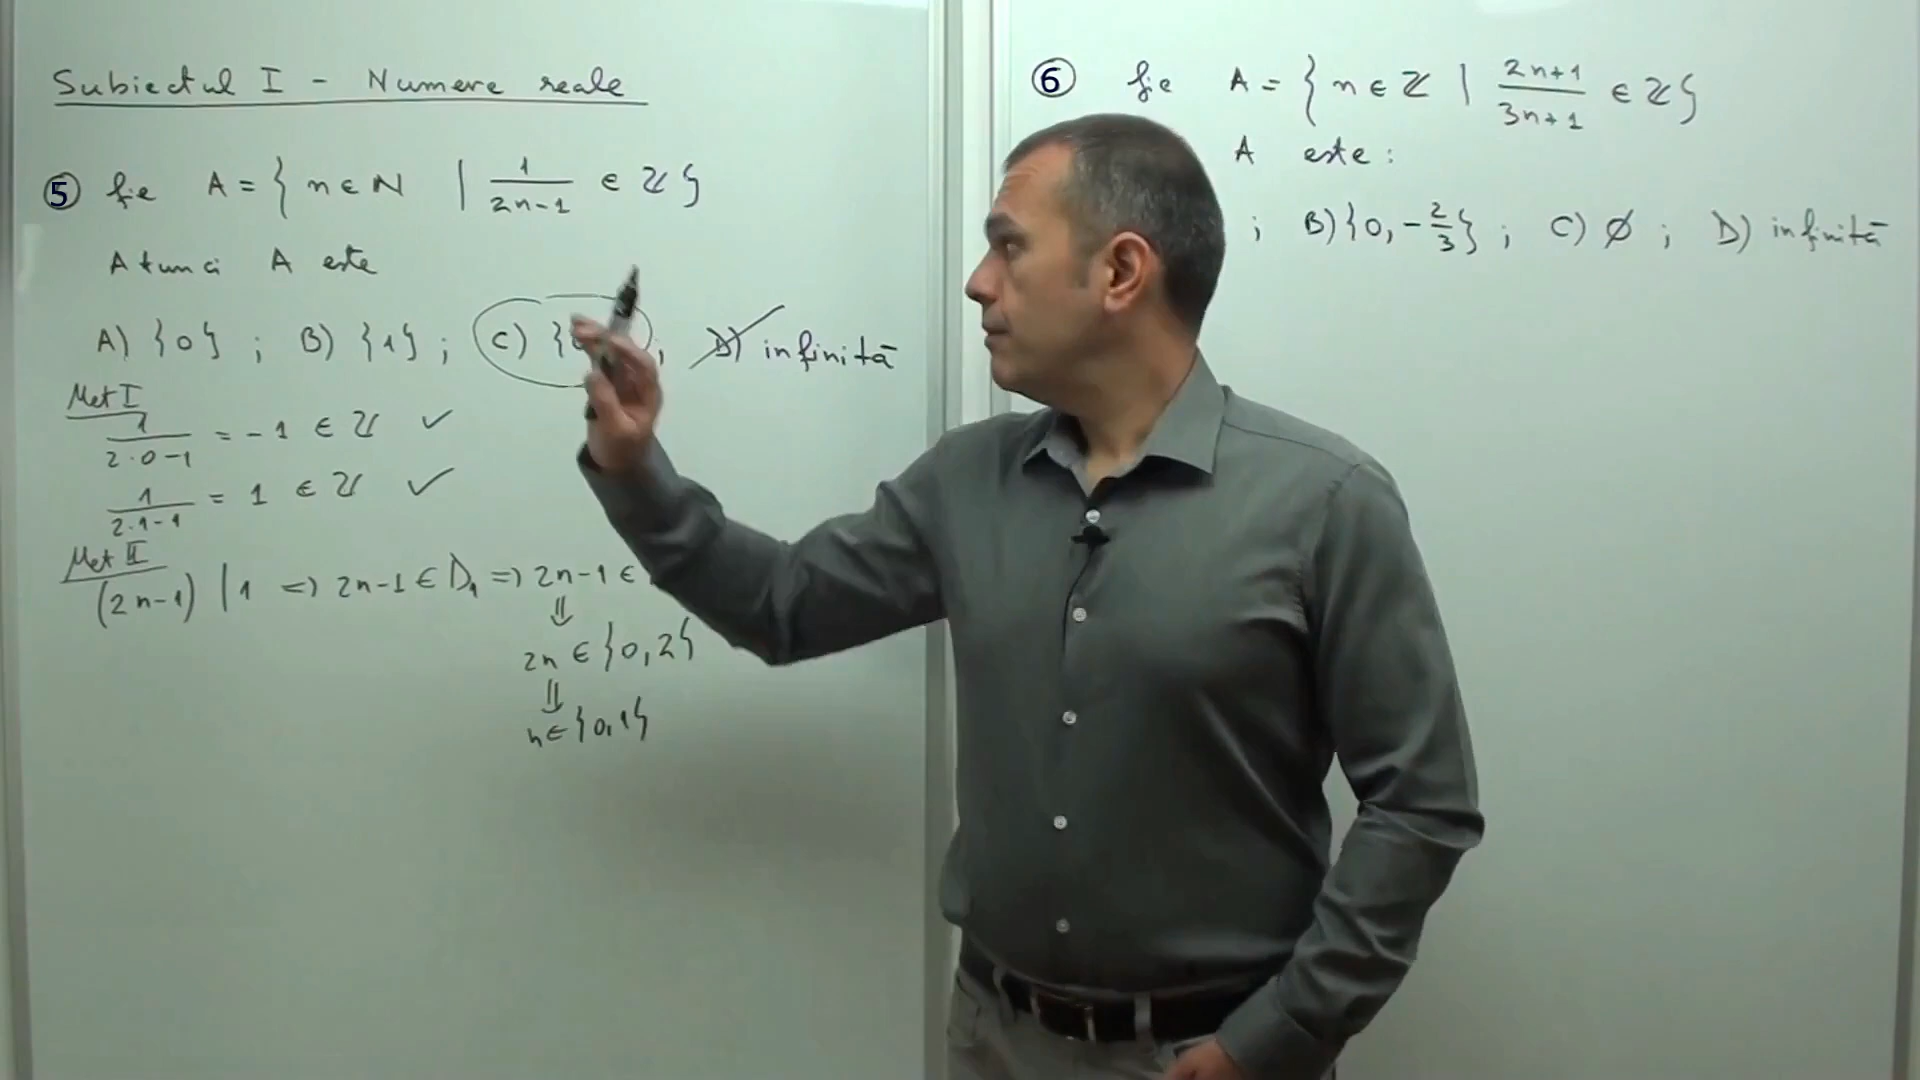 Subiectul I - Numere reale
5 fie A = { n ∈ N | 1/(2n-1) ∈ Z }
Atunci A este
A) {0} ; B) {1} ; C) { ; D) infinită
Met I
1/(2·0-1) = -1 ∈ Z ✓
1/(2·1-1) = 1 ∈ Z ✓
Met II
(2n-1) | 1 => 2n-1 ∈ D₁ => 2n-1 ∈
⇓
2n ∈ {0,2}
⇓
n ∈ {0,1}
6 fie A = { n ∈ Z | (2n+1)/(3n+1) ∈ Z }
A este :
; B) {0, -2/3} ; C) ∅ ; D) infinită